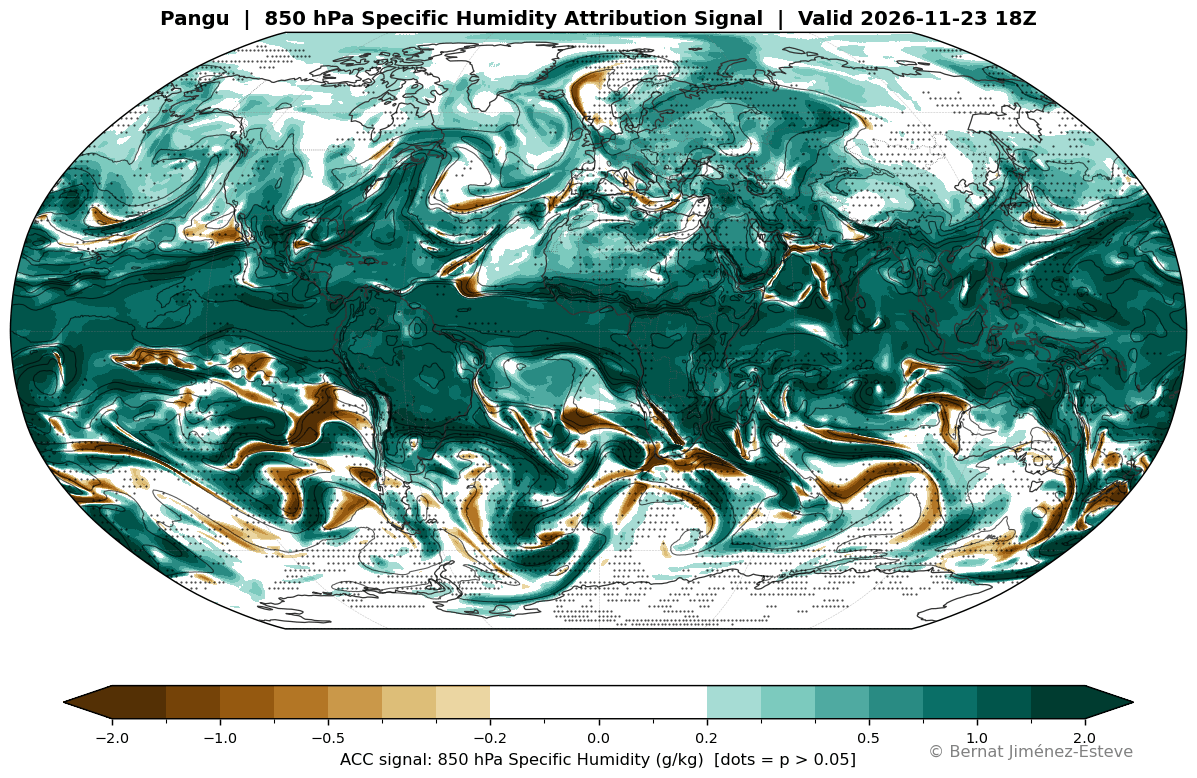 Pangu | 850 hPa Specific Humidity Attribution Signal | Valid 2026-11-23 18Z
−2.0 −1.0 −0.5 −0.2 0.0 0.2 0.5 1.0 2.0
ACC signal: 850 hPa Specific Humidity (g/kg) [dots = p > 0.05]
© Bernat Jiménez-Esteve